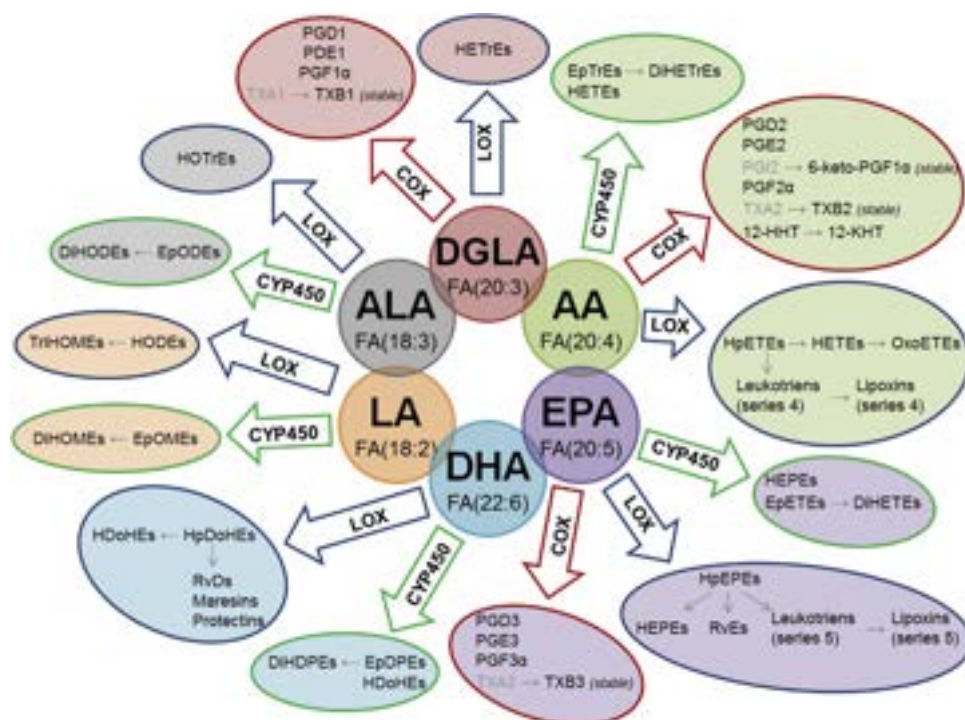 PGD1
PDE1
PGF1α
TXA1 → TXB1 (stable)
COX
HETrEs
LOX
EpTrEs → DiHETrEs
HETEs
CYP450
PGD2
PGE2
PGI2 → 6-keto-PGF1α (stable)
PGF2α
TXA2 → TXB2 (stable)
12-HHT → 12-KHT
COX
HOTrEs
LOX
DiHODEs ← EpODEs
CYP450
DGLA
FA(20:3)
ALA
FA(18:3)
AA
FA(20:4)
LOX
HpETEs → HETEs → OxoETEs
Leukotriens → Lipoxins
(series 4) (series 4)
TriHOMEs ← HODEs
LOX
LA
FA(18:2)
EPA
FA(20:5)
DHA
FA(22:6)
DiHOMEs ← EpOMEs
CYP450
CYP450
HEPEs
EpETEs → DiHETEs
LOX
HDoHEs ← HpDoHEs
RvDs
Maresins
Protectins
CYP450
DiHDPEs ← EpDPEs
HDoHEs
COX
PGD3
PGE3
PGF3α
→ TXB3 (stable)
LOX
HpEPEs
HEPEs RvEs Leukotriens → Lipoxins
(series 5) (series 5)